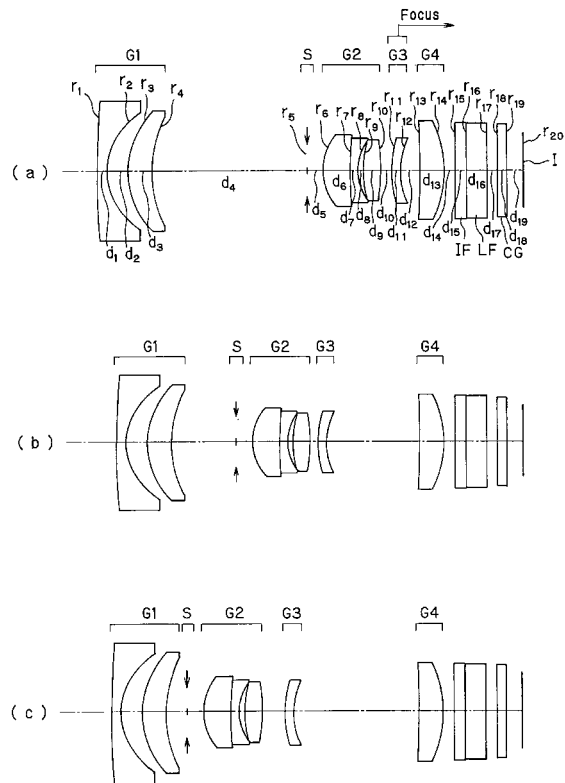 Focus
G1 S G2 G3 G4
r1 r2 r3 r4 r5 r6 r7 r8 r9 r10 r11 r12 r13 r14 r15 r16 r17 r18 r19 r20
(a) I
d1 d2 d3 d4 d5 d6 d7 d8 d9 d10 d11 d12 d13 d14 d15 d16 d17 d18 d19
IF LF CG
G1 S G2 G3 G4
(b)
G1 S G2 G3 G4
(c)